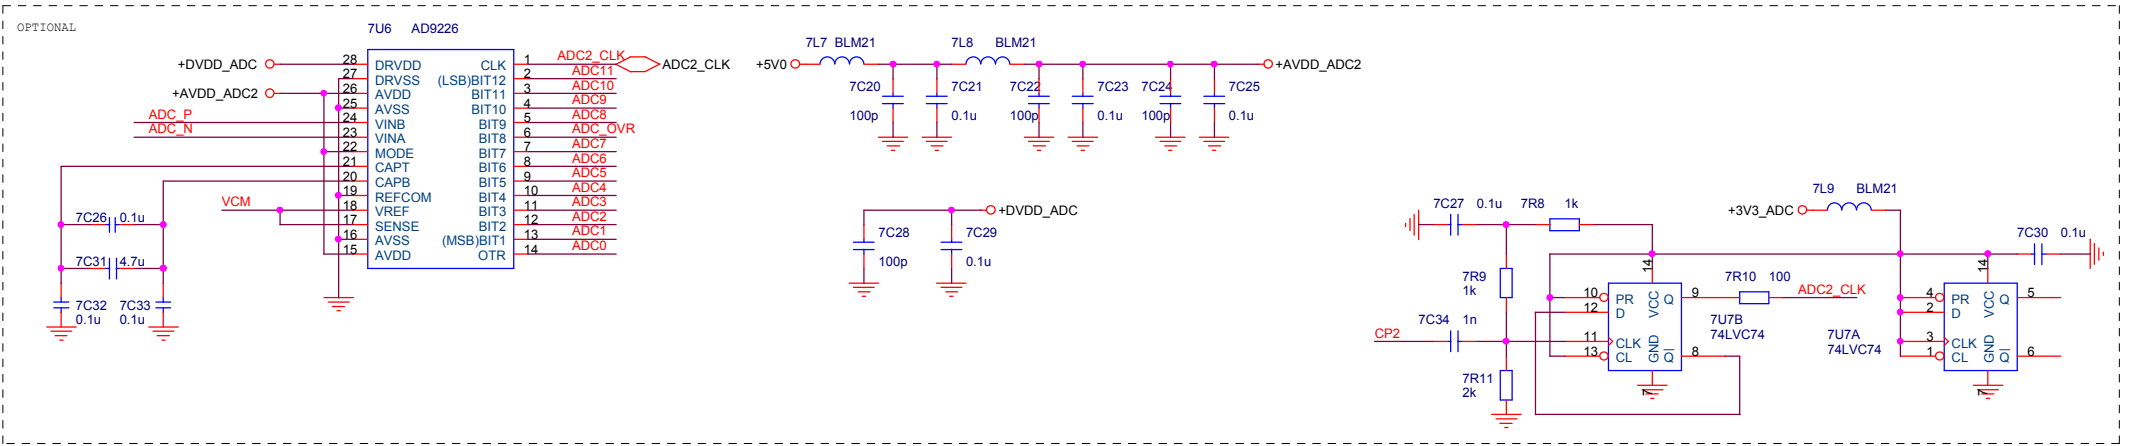 OPTIONAL
7U6 AD9226
+DVDD_ADC
+AVDD_ADC2
ADC_P
ADC_N
VCM
28 DRVDD
27 DRVSS
26 AVDD
25 AVSS
24 VINB
23 VINA
22 MODE
21 CAPT
20 CAPB
19 REFCOM
18 VREF
17 SENSE
16 AVSS
15 AVDD
CLK 1 ADC2_CLK
(LSB)BIT12 2 ADC11
BIT11 3 ADC10
BIT10 4 ADC9
BIT9 5 ADC8
BIT8 6 ADC_OVR
BIT7 7 ADC7
BIT6 8 ADC6
BIT5 9 ADC5
BIT4 10 ADC4
BIT3 11 ADC3
BIT2 12 ADC2
(MSB)BIT1 13 ADC1
OTR 14 ADC0
ADC2_CLK
7C26 0.1u
7C31 4.7u
7C32 0.1u
7C33 0.1u
+5V0
7L7 BLM21
7L8 BLM21
+AVDD_ADC2
7C20 100p
7C21 0.1u
7C22 100p
7C23 0.1u
7C24 100p
7C25 0.1u
+DVDD_ADC
7C28 100p
7C29 0.1u
7C27 0.1u
7R8 1k
7R9 1k
7C34 1n
CP2
7R11 2k
10 PR
12 D
11 CLK
13 CL
14 VCC
GND 7
Q 9
Q| 8
7R10 100
ADC2_CLK
7U7B
74LVC74
+3V3_ADC
7L9 BLM21
7C30 0.1u
7U7A
74LVC74
4 PR
2 D
3 CLK
1 CL
14 VCC
GND 7
Q 5
Q| 6